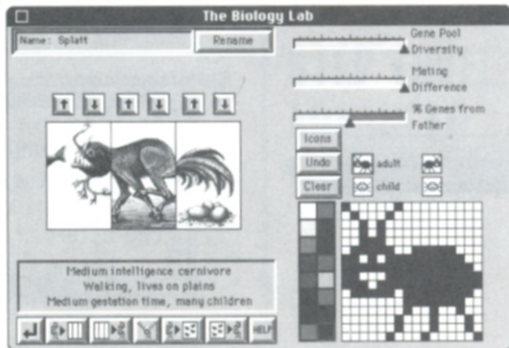 The Biology Lab
Name: Splatt
Rename
Gene Pool
Diversity
Mating
Difference
% Genes from
Father
Icons
Undo
adult
Clear
child
Medium intelligence carnivore
Walking, lives on plains
Medium gestation time, many children
HELP